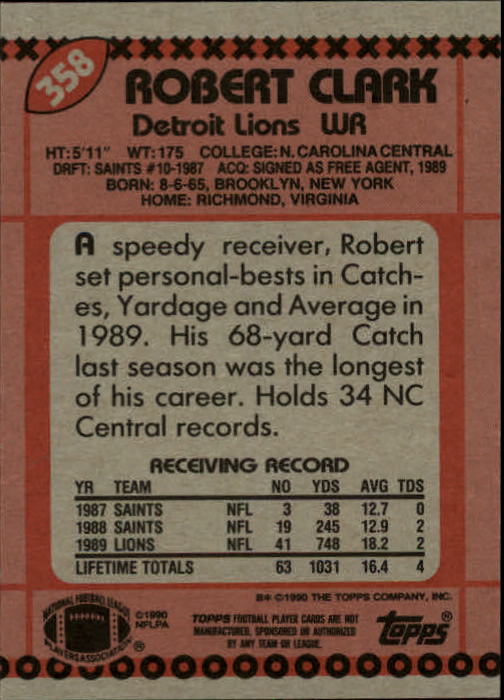 358
ROBERT CLARK
Detroit Lions WR
HT:5'11" WT:175 COLLEGE:N.CAROLINA CENTRAL
DRFT: SAINTS #10-1987 ACQ: SIGNED AS FREE AGENT, 1989
BORN: 8-6-65, BROOKLYN, NEW YORK
HOME: RICHMOND, VIRGINIA
A speedy receiver, Robert
set personal-bests in Catch-
es, Yardage and Average in
1989. His 68-yard Catch
last season was the longest
of his career. Holds 34 NC
Central records.
RECEIVING RECORD
YR TEAM NO YDS AVG TDS
1987 SAINTS NFL 3 38 12.7 0
1988 SAINTS NFL 19 245 12.9 2
1989 LIONS NFL 41 748 18.2 2
LIFETIME TOTALS 63 1031 16.4 4
B* ©1990 THE TOPPS COMPANY, INC.
NATIONAL FOOTBALL LEAGUE
PLAYERS ASSOCIATION ®
©1990
NFLPA
TOPPS FOOTBALL PLAYER CARDS ARE NOT
MANUFACTURED, SPONSORED OR AUTHORIZED
BY ANY TEAM OR LEAGUE.
topps®